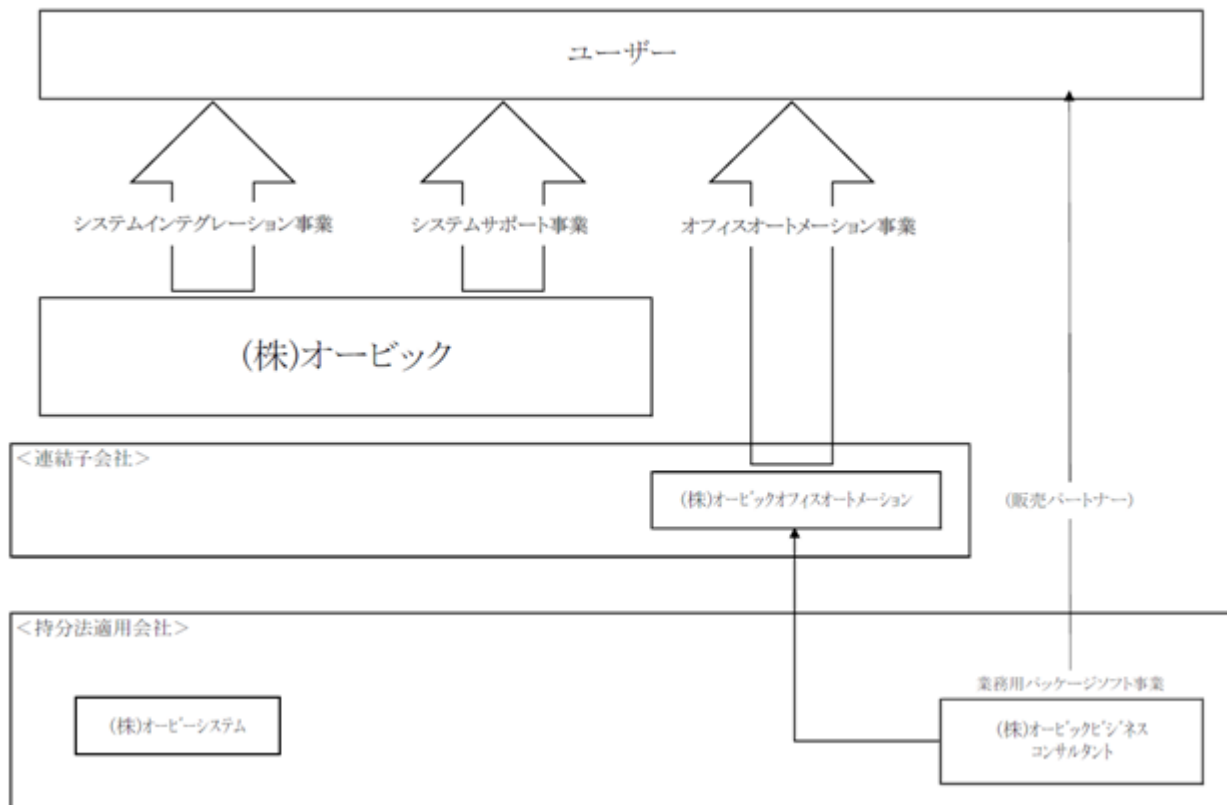 ユーザー
システムインテグレーション事業
システムサポート事業
オフィスオートメーション事業
(株)オービック
＜連結子会社＞
(株)オービックオフィスオートメーション
(販売パートナー)
＜持分法適用会社＞
業務用パッケージソフト事業
(株)オービーシステム
(株)オービックビジネス
コンサルタント